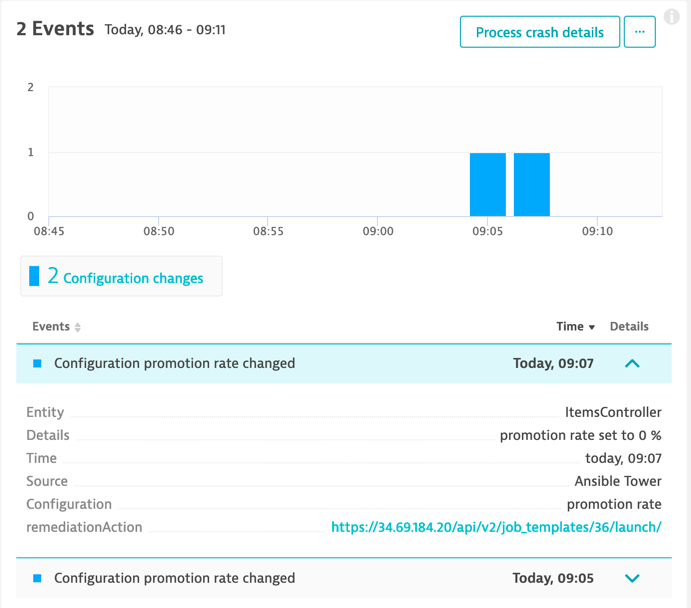 2 Events Today, 08:46 - 09:11 Process crash details ...
2
1
0
08:45 08:50 08:55 09:00 09:05 09:10
2 Configuration changes
Events Time Details
Configuration promotion rate changed Today, 09:07
Entity ItemsController
Details promotion rate set to 0 %
Time today, 09:07
Source Ansible Tower
Configuration promotion rate
remediationAction https://34.69.184.20/api/v2/job_templates/36/launch/
Configuration promotion rate changed Today, 09:05